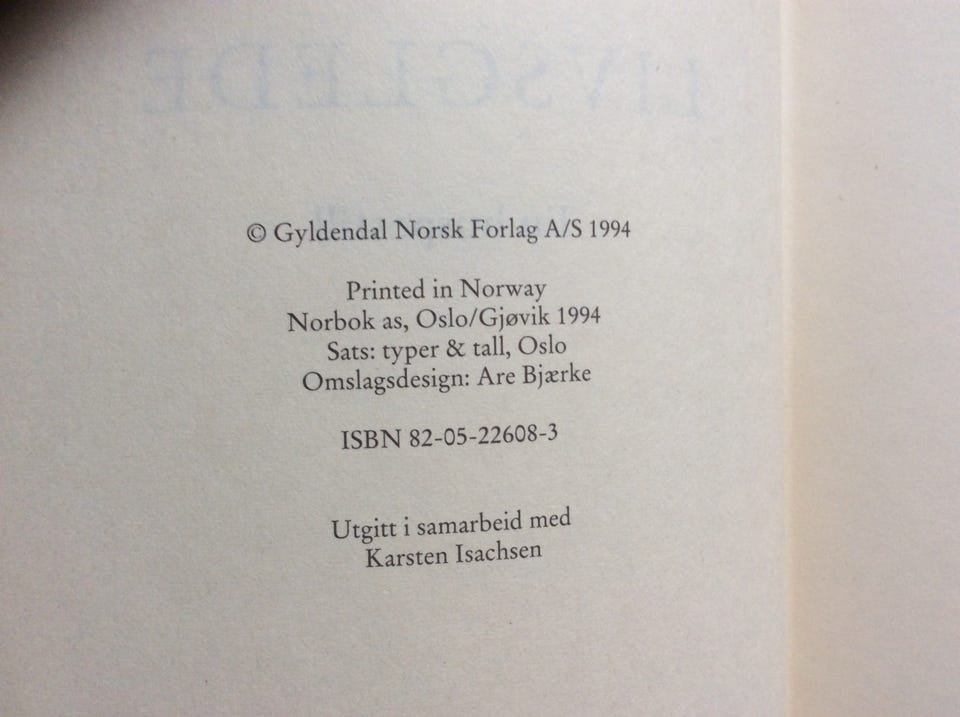 LIVSGLEDE
© Gyldendal Norsk Forlag A/S 1994
Printed in Norway
Norbok as, Oslo/Gjøvik 1994
Sats: typer & tall, Oslo
Omslagsdesign: Are Bjærke
ISBN 82-05-22608-3
Utgitt i samarbeid med
Karsten Isachsen